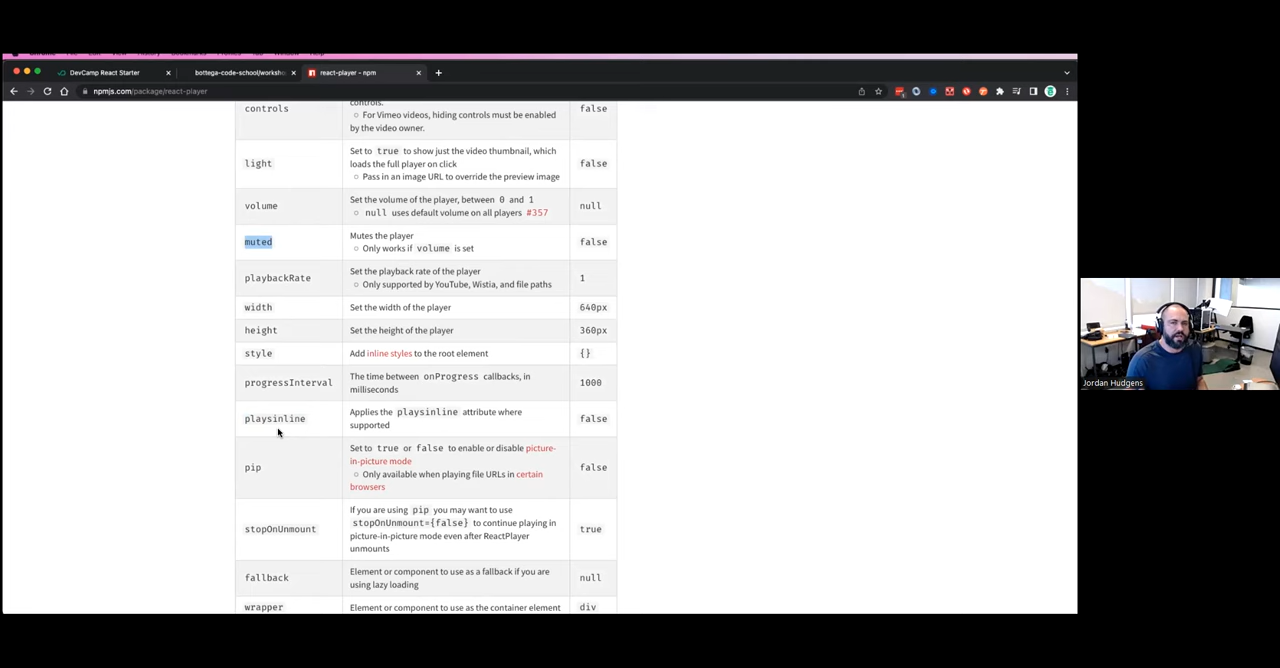 DevCamp React Starter
bottega-code-school/worksho
react-player - npm
npmjs.com/package/react-player
controls
controls.
For Vimeo videos, hiding controls must be enabled
by the video owner.
false
light
Set to true to show just the video thumbnail, which
loads the full player on click
Pass in an image URL to override the preview image
false
volume
Set the volume of the player, between 0 and 1
null uses default volume on all players #357
null
muted
Mutes the player
Only works if volume is set
false
playbackRate
Set the playback rate of the player
Only supported by YouTube, Wistia, and file paths
1
width
Set the width of the player
640px
height
Set the height of the player
360px
style
Add inline styles to the root element
{}
progressInterval
The time between onProgress callbacks, in
milliseconds
1000
playsinline
Applies the playsinline attribute where
supported
false
pip
Set to true or false to enable or disable picture-
in-picture mode
Only available when playing file URLs in certain
browsers
false
stopOnUnmount
If you are using pip you may want to use
stopOnUnmount={false} to continue playing in
picture-in-picture mode even after ReactPlayer
unmounts
true
fallback
Element or component to use as a fallback if you are
using lazy loading
null
wrapper
Element or component to use as the container element
div
Jordan Hudgens